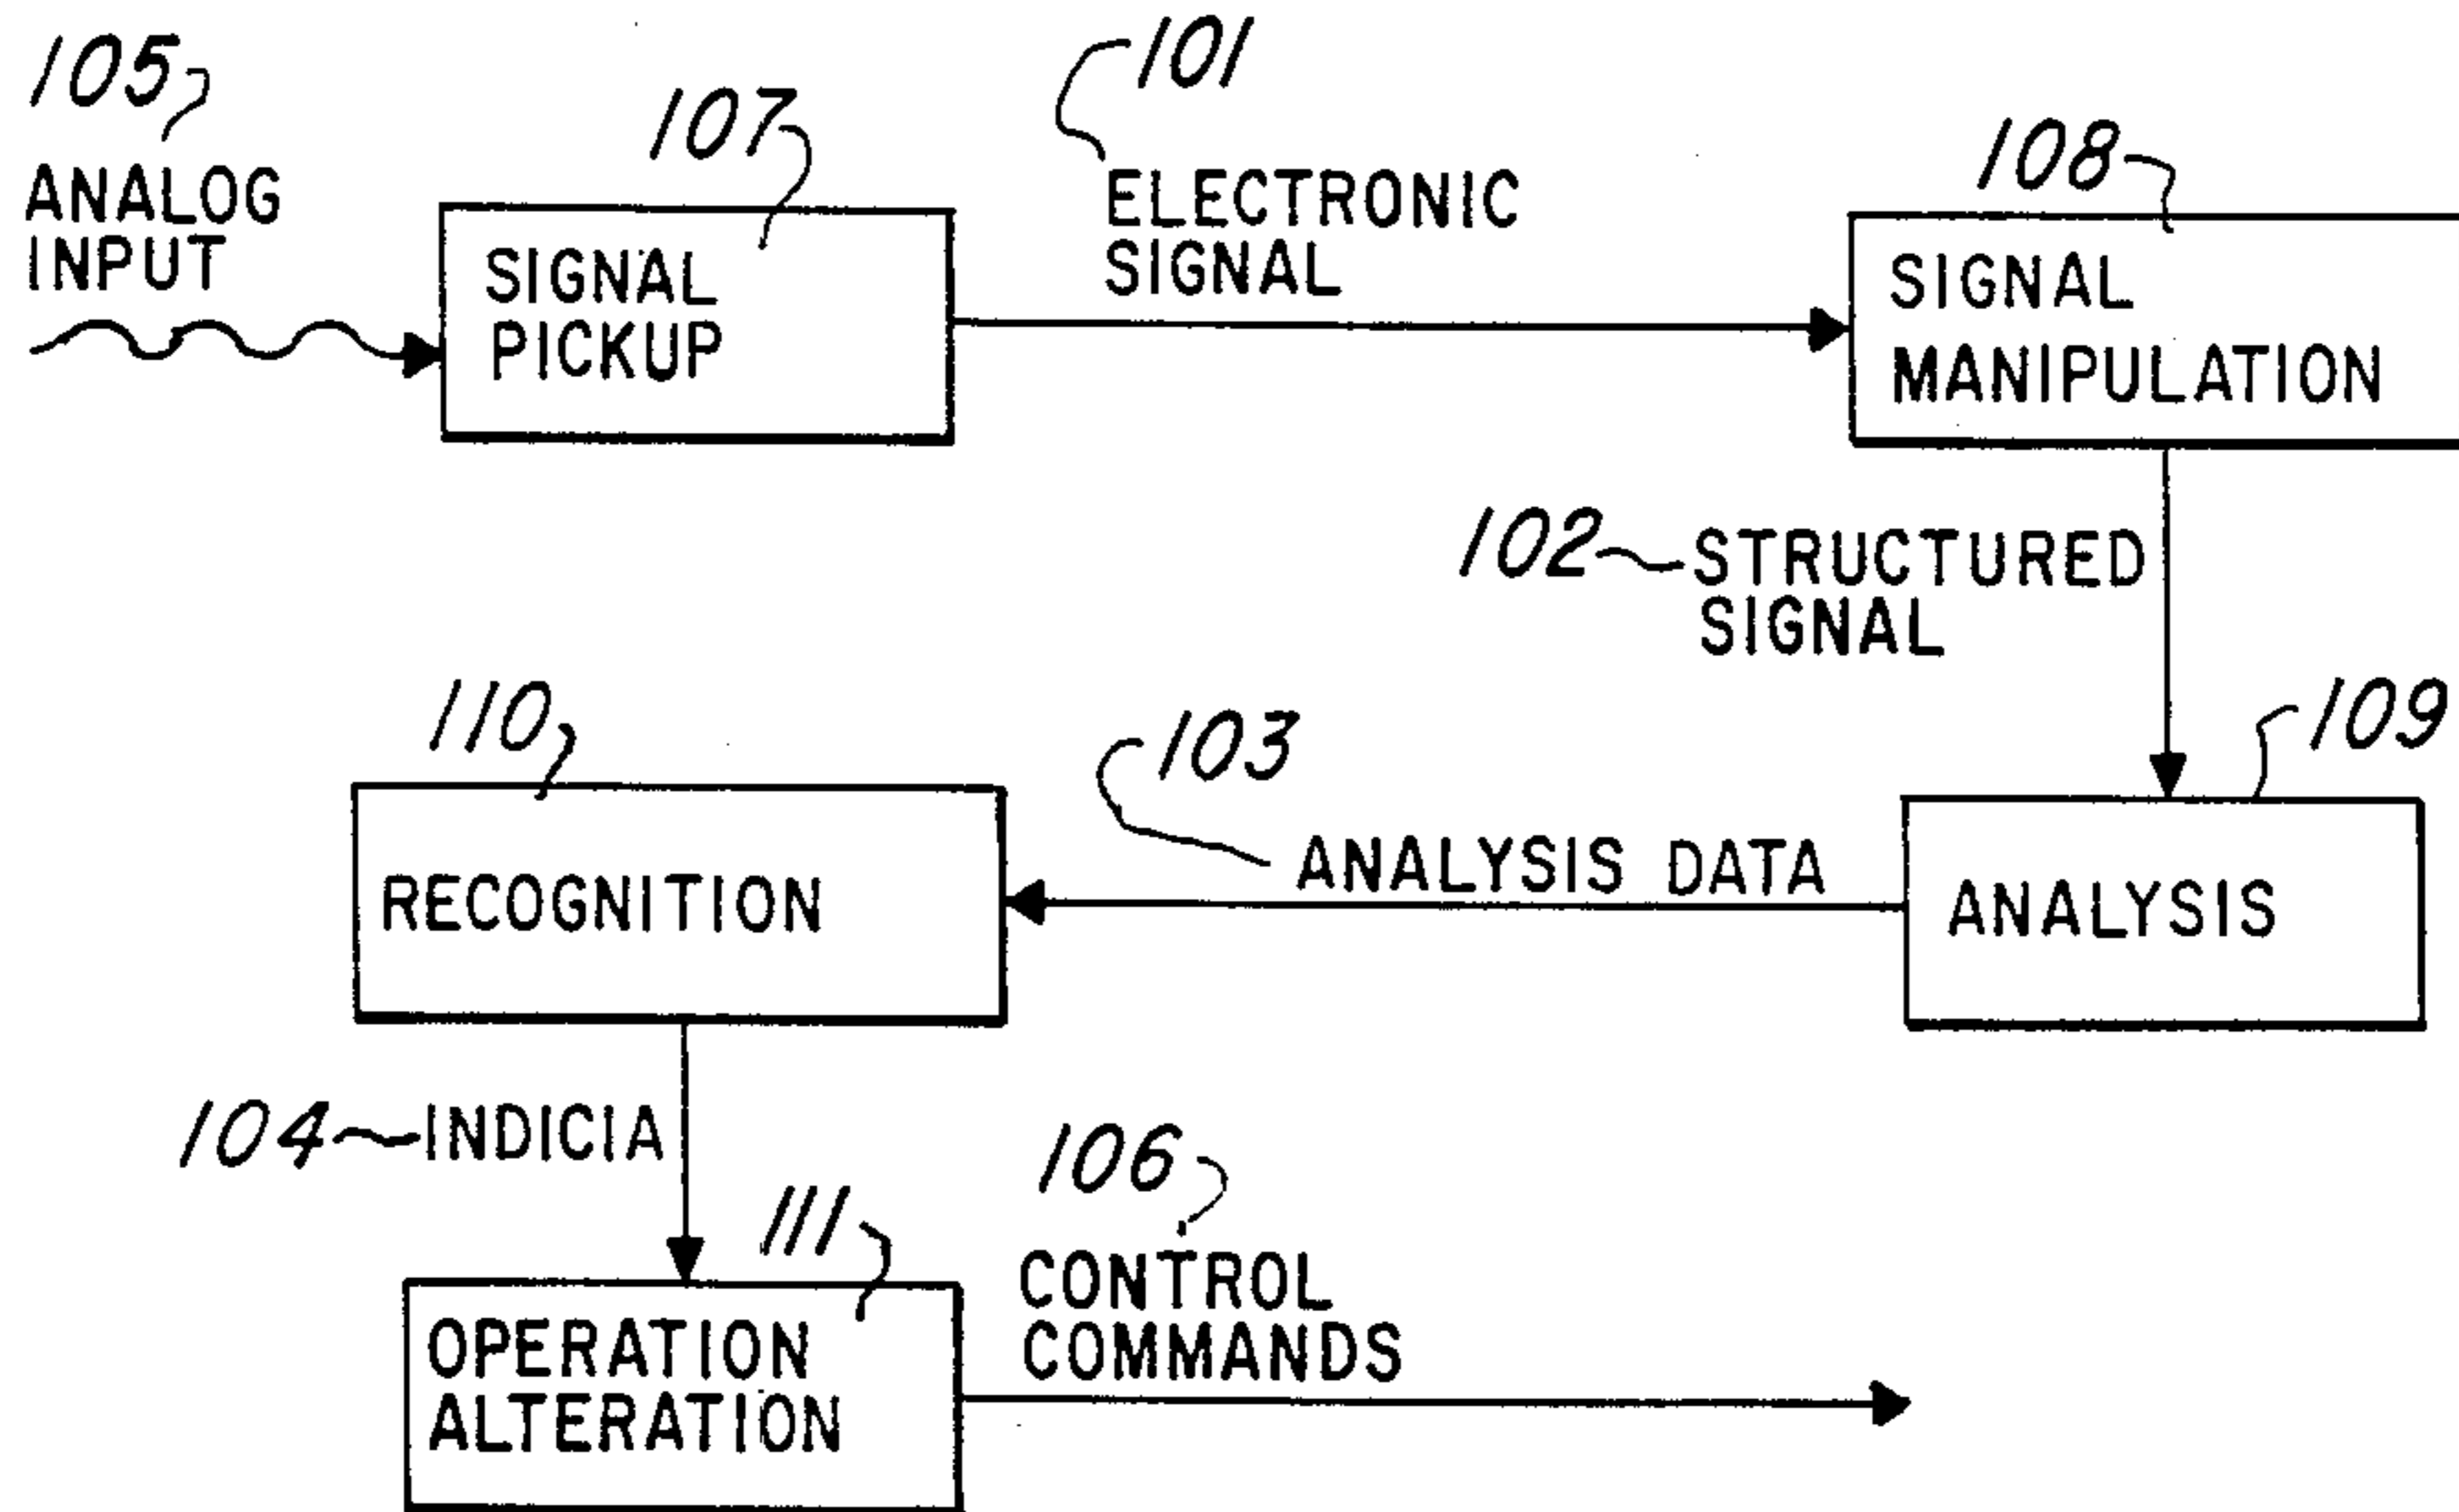 105
ANALOG
INPUT
107
SIGNAL
PICKUP
101
ELECTRONIC
SIGNAL
108
SIGNAL
MANIPULATION
102
STRUCTURED
SIGNAL
109
ANALYSIS
103
ANALYSIS DATA
110
RECOGNITION
104
INDICIA
111
OPERATION
ALTERATION
106
CONTROL
COMMANDS